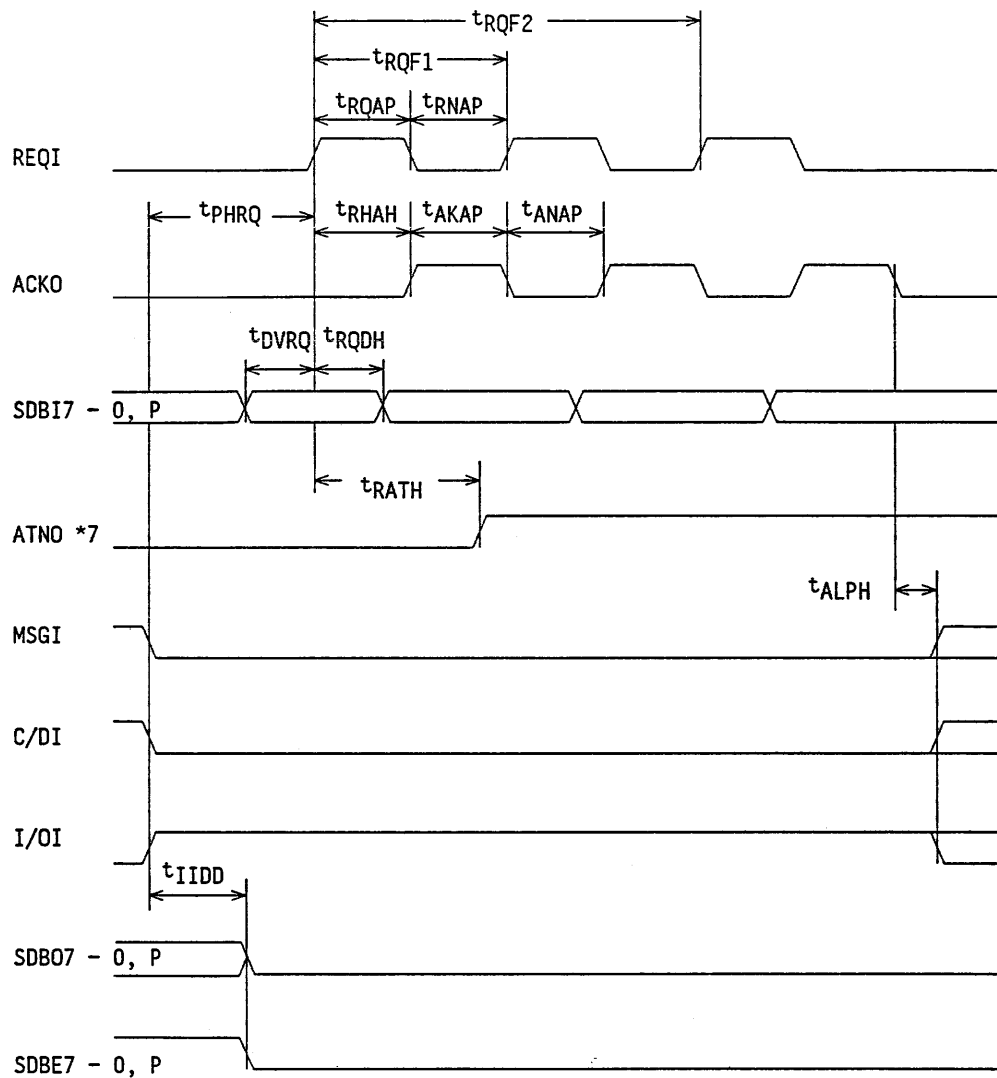 tRQF2
tRQF1
tRQAP tRNAP
REQI
tPHRQ tRHAH tAKAP tANAP
ACKO
tDVRQ tRQDH
SDBI7 - 0, P
tRATH
ATNO *7
tALPH
MSGI
C/DI
I/OI
tIIDD
SDBO7 - 0, P
SDBE7 - 0, P